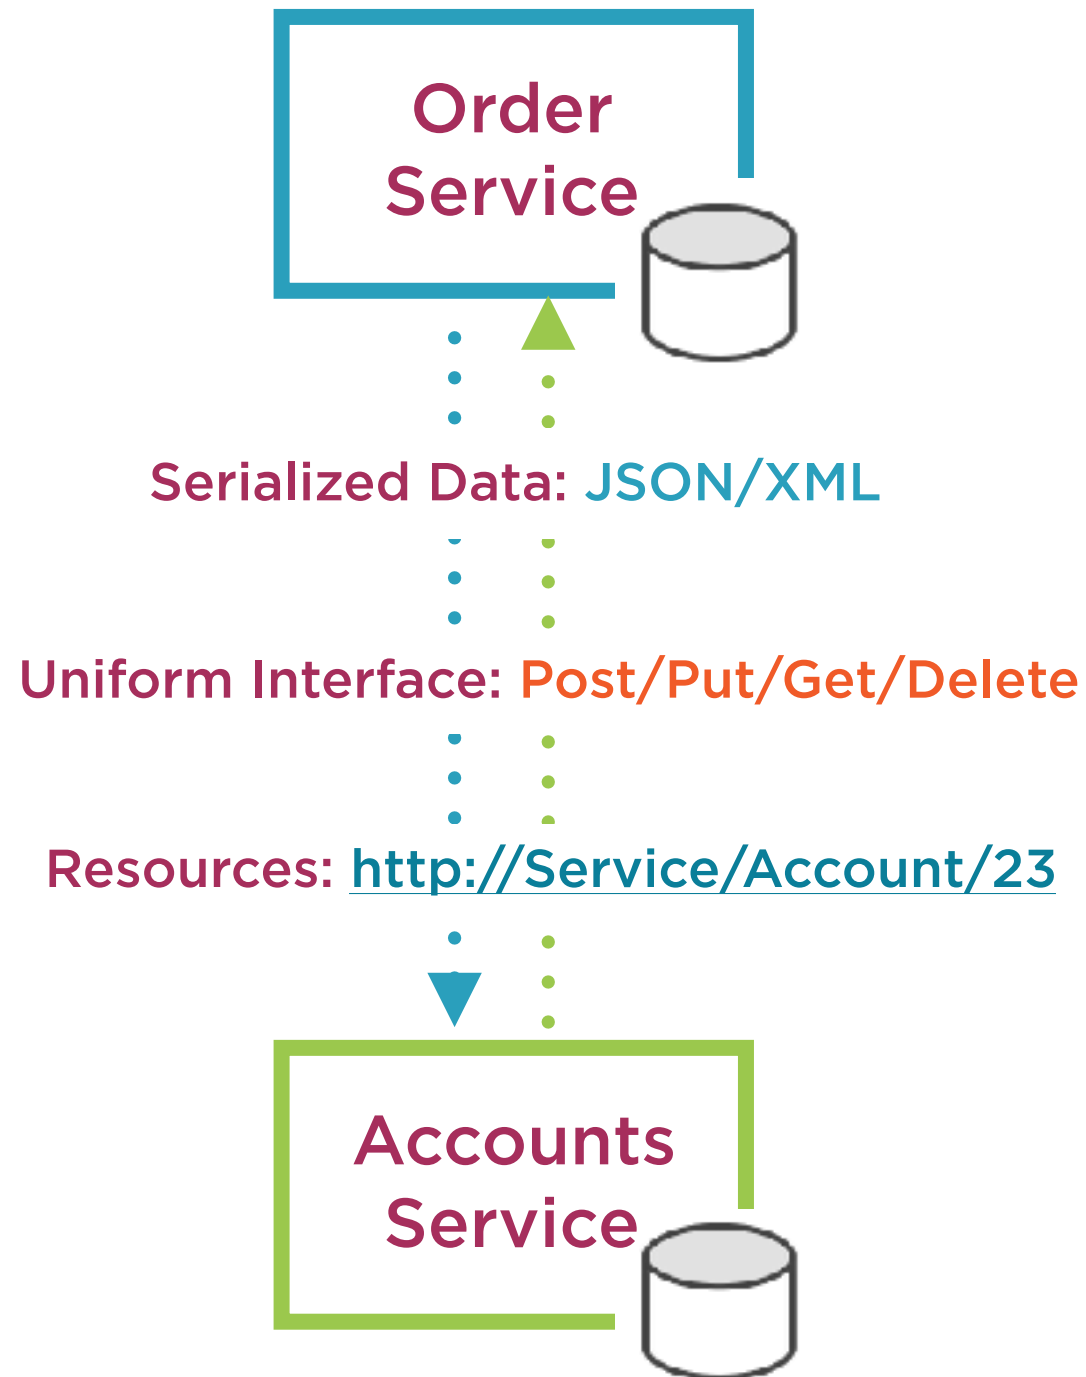 Order
Service
Serialized Data: JSON/XML
Uniform Interface: Post/Put/Get/Delete
Resources: http://Service/Account/23
Accounts
Service